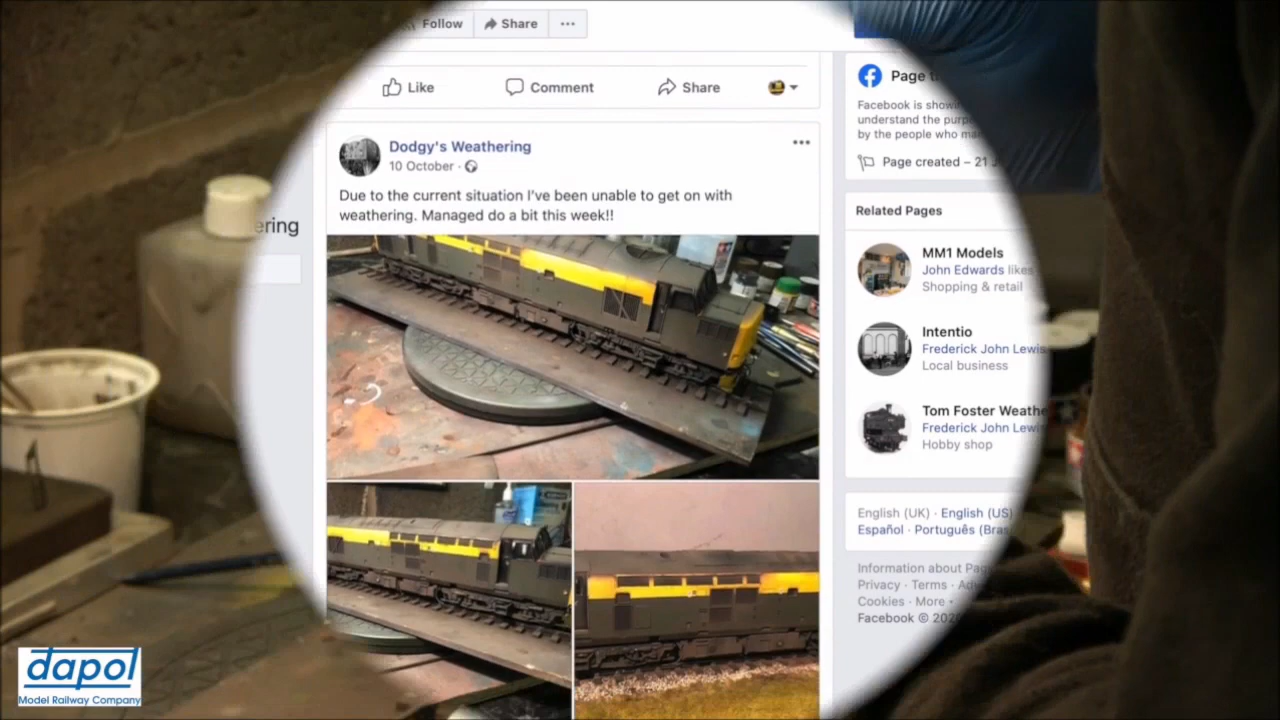 Follow
Share
Like
Comment
Share
Page t
Facebook is showi
understand the purp
by the people who ma
Page created – 21 J
Dodgy's Weathering
10 October ·
Due to the current situation I've been unable to get on with
weathering. Managed do a bit this week!!
ering
Related Pages
MM1 Models
John Edwards likes
Shopping & retail
Intentio
Frederick John Lewis
Local business
Tom Foster Weathe
Frederick John Lewis
Hobby shop
English (UK) · English (US)
Español · Português (Bras
Information about Pag
Privacy · Terms · Adv
Cookies · More
Facebook © 202
dapol
Model Railway Company